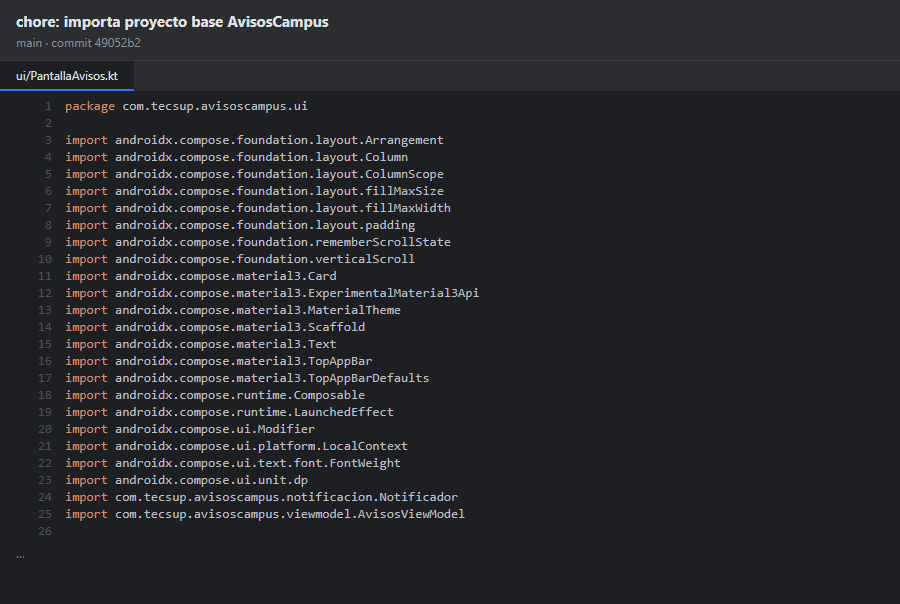 chore: importa proyecto base AvisosCampus
main · commit 49052b2
ui/PantallaAvisos.kt
1 package com.tecsup.avisoscampus.ui
2
3 import androidx.compose.foundation.layout.Arrangement
4 import androidx.compose.foundation.layout.Column
5 import androidx.compose.foundation.layout.ColumnScope
6 import androidx.compose.foundation.layout.fillMaxSize
7 import androidx.compose.foundation.layout.fillMaxWidth
8 import androidx.compose.foundation.layout.padding
9 import androidx.compose.foundation.rememberScrollState
10 import androidx.compose.foundation.verticalScroll
11 import androidx.compose.material3.Card
12 import androidx.compose.material3.ExperimentalMaterial3Api
13 import androidx.compose.material3.MaterialTheme
14 import androidx.compose.material3.Scaffold
15 import androidx.compose.material3.Text
16 import androidx.compose.material3.TopAppBar
17 import androidx.compose.material3.TopAppBarDefaults
18 import androidx.compose.runtime.Composable
19 import androidx.compose.runtime.LaunchedEffect
20 import androidx.compose.ui.Modifier
21 import androidx.compose.ui.platform.LocalContext
22 import androidx.compose.ui.text.font.FontWeight
23 import androidx.compose.ui.unit.dp
24 import com.tecsup.avisoscampus.notificacion.Notificador
25 import com.tecsup.avisoscampus.viewmodel.AvisosViewModel
26
...